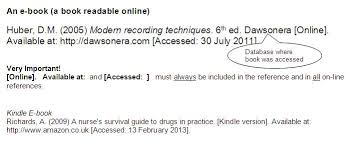 An e-book (a book readable online)
Huber, D.M. (2005) Modern recording techniques. 6th ed. Dawsonera [Online].
Available at: http://dawsonera.com [Accessed: 30 July 2011].
Database where
book was accessed
Very Important!
[Online]. Available at: and [Accessed: ] must always be included in the reference and in all on-line
references.
Kindle E-book
Richards, A. (2009) A nurse's survival guide to drugs in practice. [Kindle version]. Available at:
http://www.amazon.co.uk [Accessed: 13 February 2013].